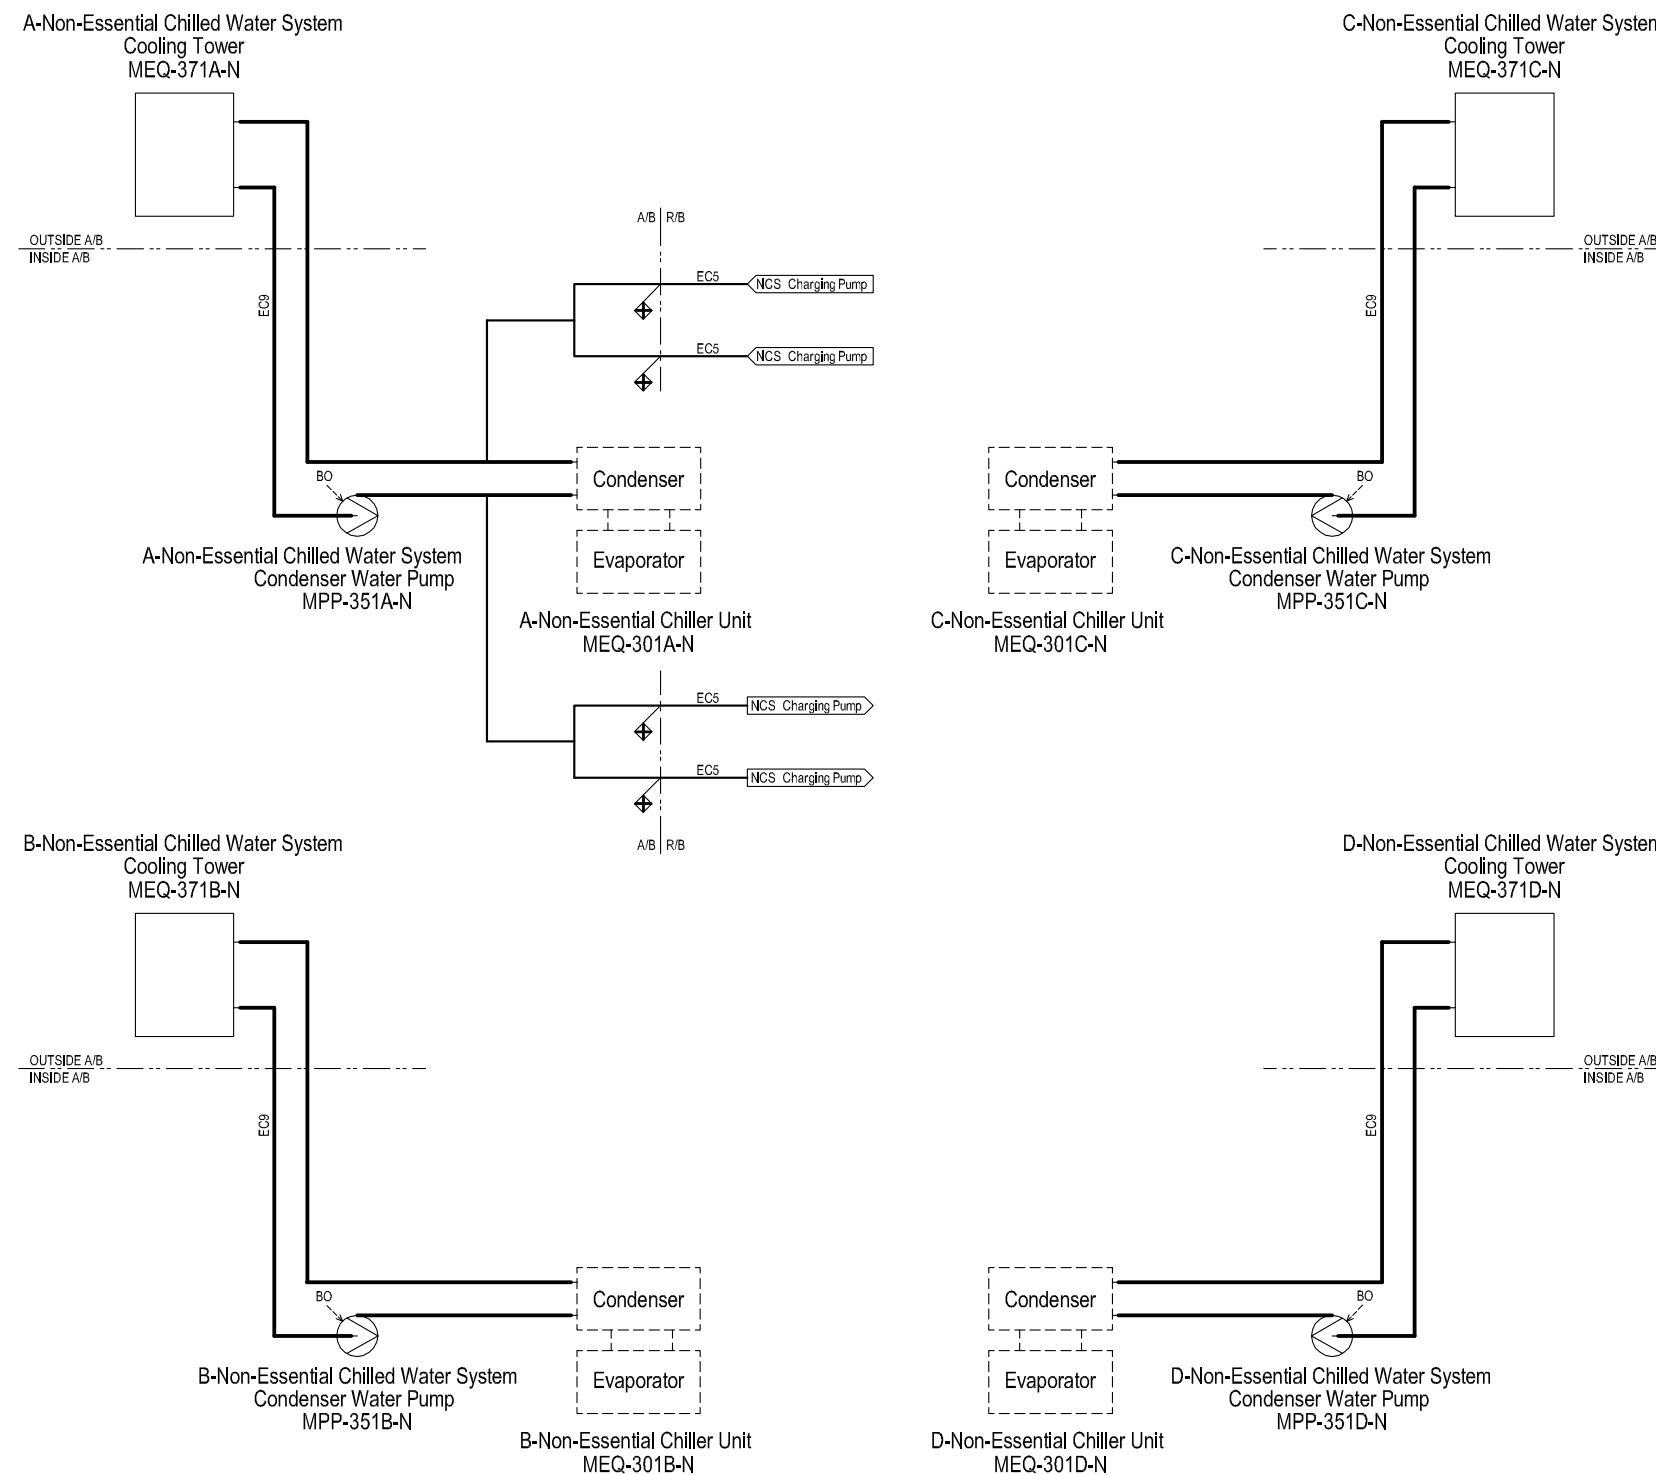 A-Non-Essential Chilled Water System
Cooling Tower
MEQ-371A-N
OUTSIDE A/B
INSIDE A/B
EC9
A/B R/B
EC5
NCS Charging Pump
EC5
NCS Charging Pump
BO
Condenser
Evaporator
A-Non-Essential Chilled Water System
Condenser Water Pump
MPP-351A-N
A-Non-Essential Chiller Unit
MEQ-301A-N
EC5
NCS Charging Pump
EC5
NCS Charging Pump
A/B R/B
C-Non-Essential Chilled Water System
Cooling Tower
MEQ-371C-N
OUTSIDE A/B
INSIDE A/B
EC9
Condenser
BO
Evaporator
C-Non-Essential Chilled Water System
Condenser Water Pump
MPP-351C-N
C-Non-Essential Chiller Unit
MEQ-301C-N
B-Non-Essential Chilled Water System
Cooling Tower
MEQ-371B-N
OUTSIDE A/B
INSIDE A/B
EC9
BO
Condenser
Evaporator
B-Non-Essential Chilled Water System
Condenser Water Pump
MPP-351B-N
B-Non-Essential Chiller Unit
MEQ-301B-N
D-Non-Essential Chilled Water System
Cooling Tower
MEQ-371D-N
OUTSIDE A/B
INSIDE A/B
EC9
Condenser
BO
Evaporator
D-Non-Essential Chilled Water System
Condenser Water Pump
MPP-351D-N
D-Non-Essential Chiller Unit
MEQ-301D-N